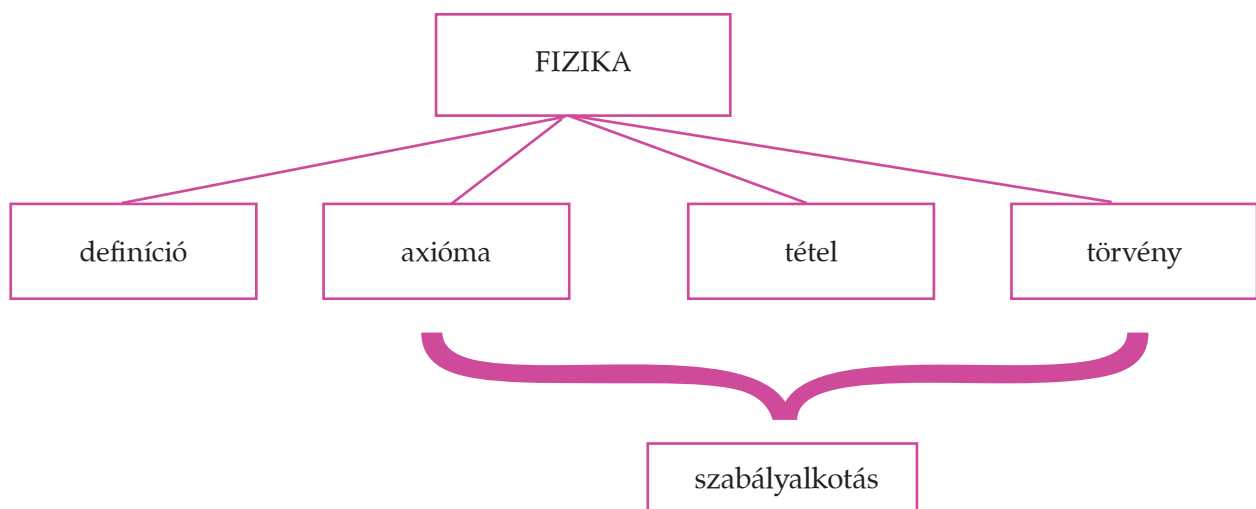 FIZIKA
definíció
axióma
tétel
törvény
szabályalkotás